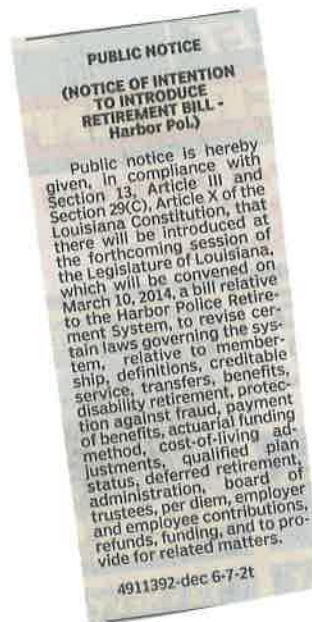 PUBLIC NOTICE
(NOTICE OF INTENTION
TO INTRODUCE
RETIREMENT BILL -
Harbor Pol.)
Public notice is hereby
given, in compliance with
Section 13, Article III and
Section 29(C), Article X of the
Louisiana Constitution, that
there will be introduced at
the forthcoming session of
the Legislature of Louisiana,
which will be convened on
March 10, 2014, a bill relative
to the Harbor Police Retire-
ment System, to revise cer-
tain laws governing the sys-
tem, relative to member-
ship, definitions, creditable
service, transfers, benefits,
disability retirement, protec-
tion against fraud, payment
of benefits, actuarial funding
method, cost-of-living ad-
justments, qualified plan
status, deferred retirement,
administration, board of
trustees, per diem, employer
and employee contributions,
refunds, funding, and to pro-
vide for related matters.
4911392-dec 6-7-2t